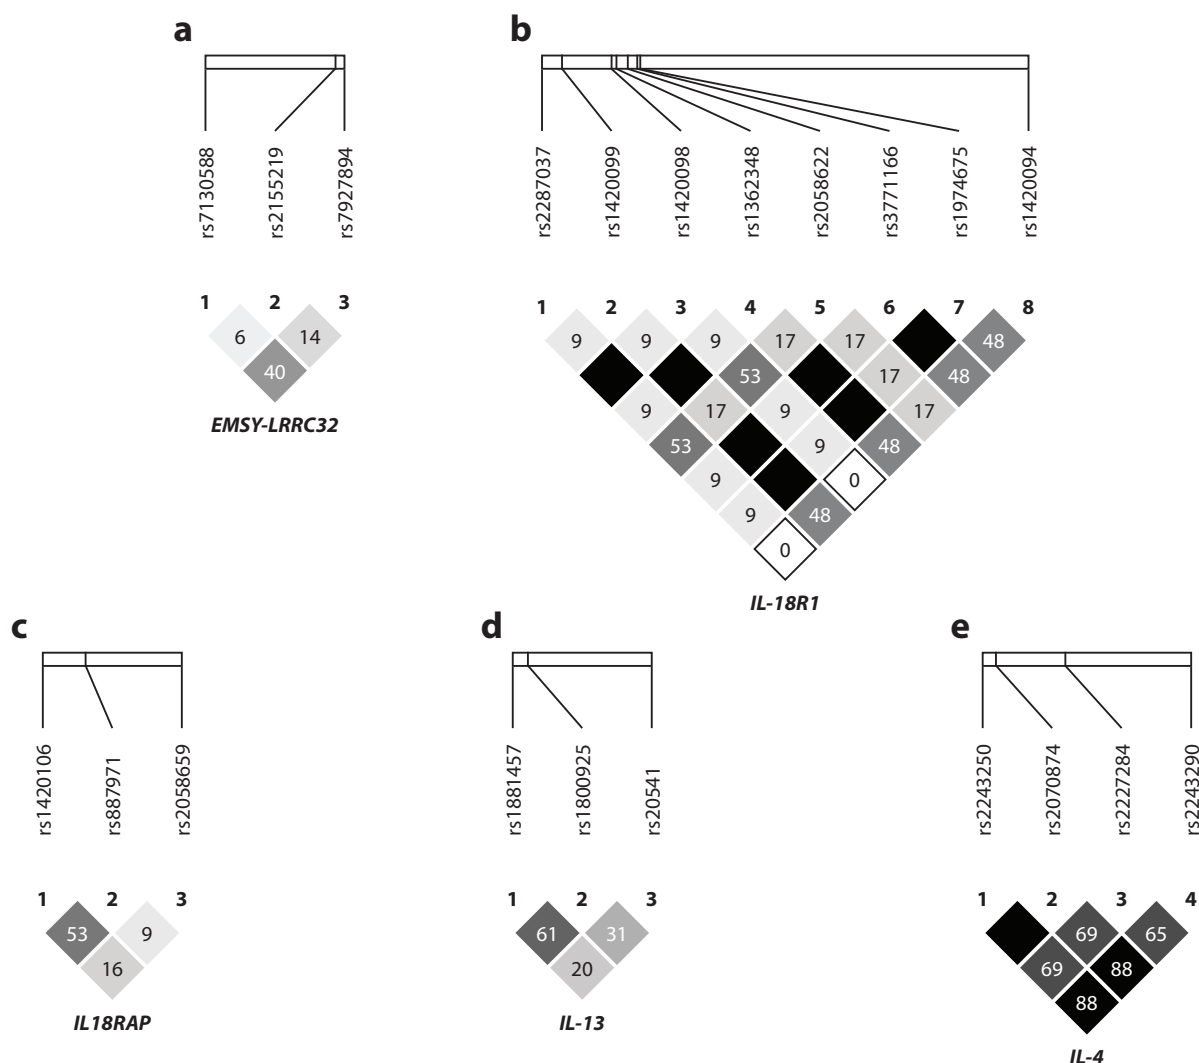 a
rs7130588
rs2155219
rs7927894
1 2 3
6 14
40
EMSY-LRRC32
b
rs2287037
rs1420099
rs1420098
rs1362348
rs2058622
rs3771166
rs1974675
rs1420094
1 2 3 4 5 6 7 8
9 9 9 17 17 48
53 17 48
9 17 9 17
53 9 48
9 0
9 48
0
IL-18R1
c
rs1420106
rs887971
rs2058659
1 2 3
53 9
16
IL18RAP
d
rs1881457
rs1800925
rs20541
1 2 3
61 31
20
IL-13
e
rs2243250
rs2070874
rs2227284
rs2243290
1 2 3 4
69 65
69 88
88
IL-4